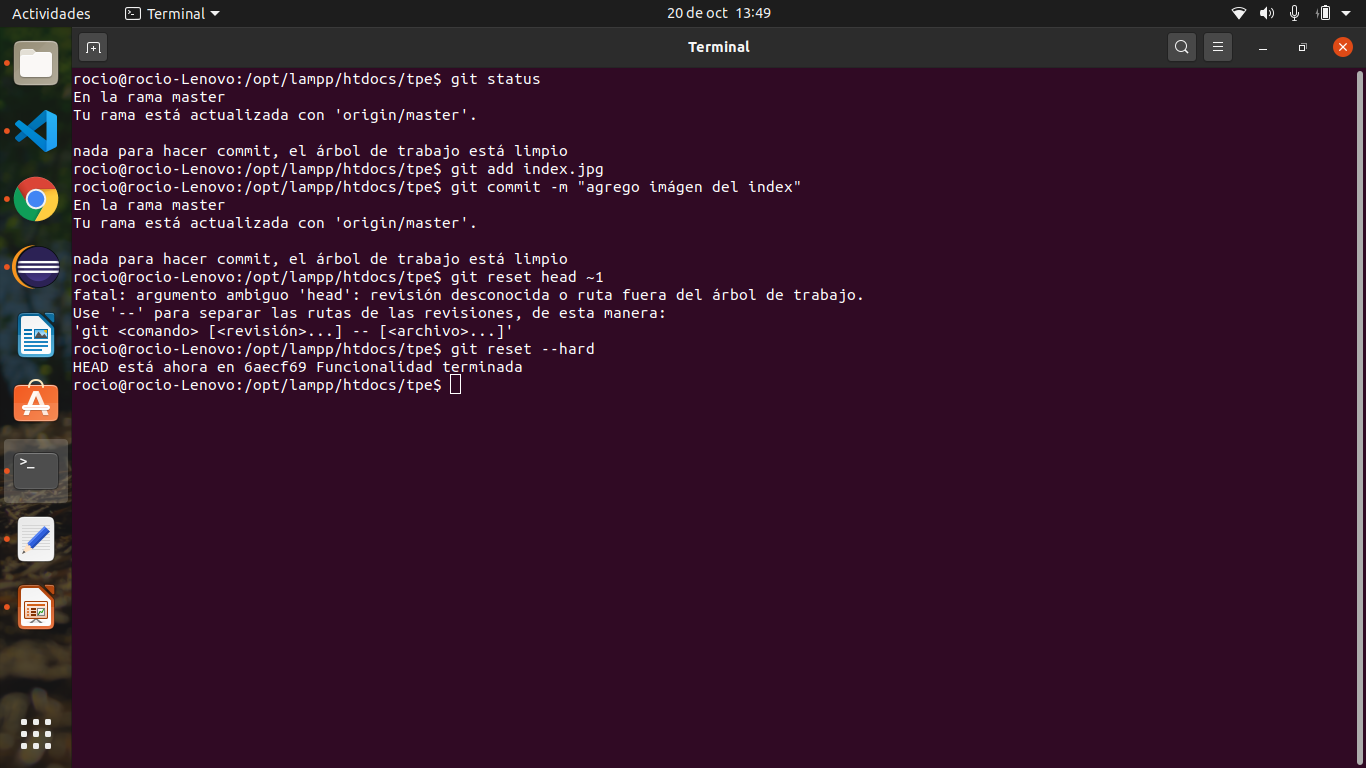 Actividades
Terminal
20 de oct 13:49
Terminal
rocio@rocio-Lenovo:/opt/lampp/htdocs/tpe$ git status
En la rama master
Tu rama está actualizada con 'origin/master'.
nada para hacer commit, el árbol de trabajo está limpio
rocio@rocio-Lenovo:/opt/lampp/htdocs/tpe$ git add index.jpg
rocio@rocio-Lenovo:/opt/lampp/htdocs/tpe$ git commit -m "agrego imágen del index"
En la rama master
Tu rama está actualizada con 'origin/master'.
nada para hacer commit, el árbol de trabajo está limpio
rocio@rocio-Lenovo:/opt/lampp/htdocs/tpe$ git reset head ~1
fatal: argumento ambiguo 'head': revisión desconocida o ruta fuera del árbol de trabajo.
Use '--' para separar las rutas de las revisiones, de esta manera:
'git <comando> [<revisión>...] -- [<archivo>...]'
rocio@rocio-Lenovo:/opt/lampp/htdocs/tpe$ git reset --hard
HEAD está ahora en 6aecf69 Funcionalidad terminada
rocio@rocio-Lenovo:/opt/lampp/htdocs/tpe$